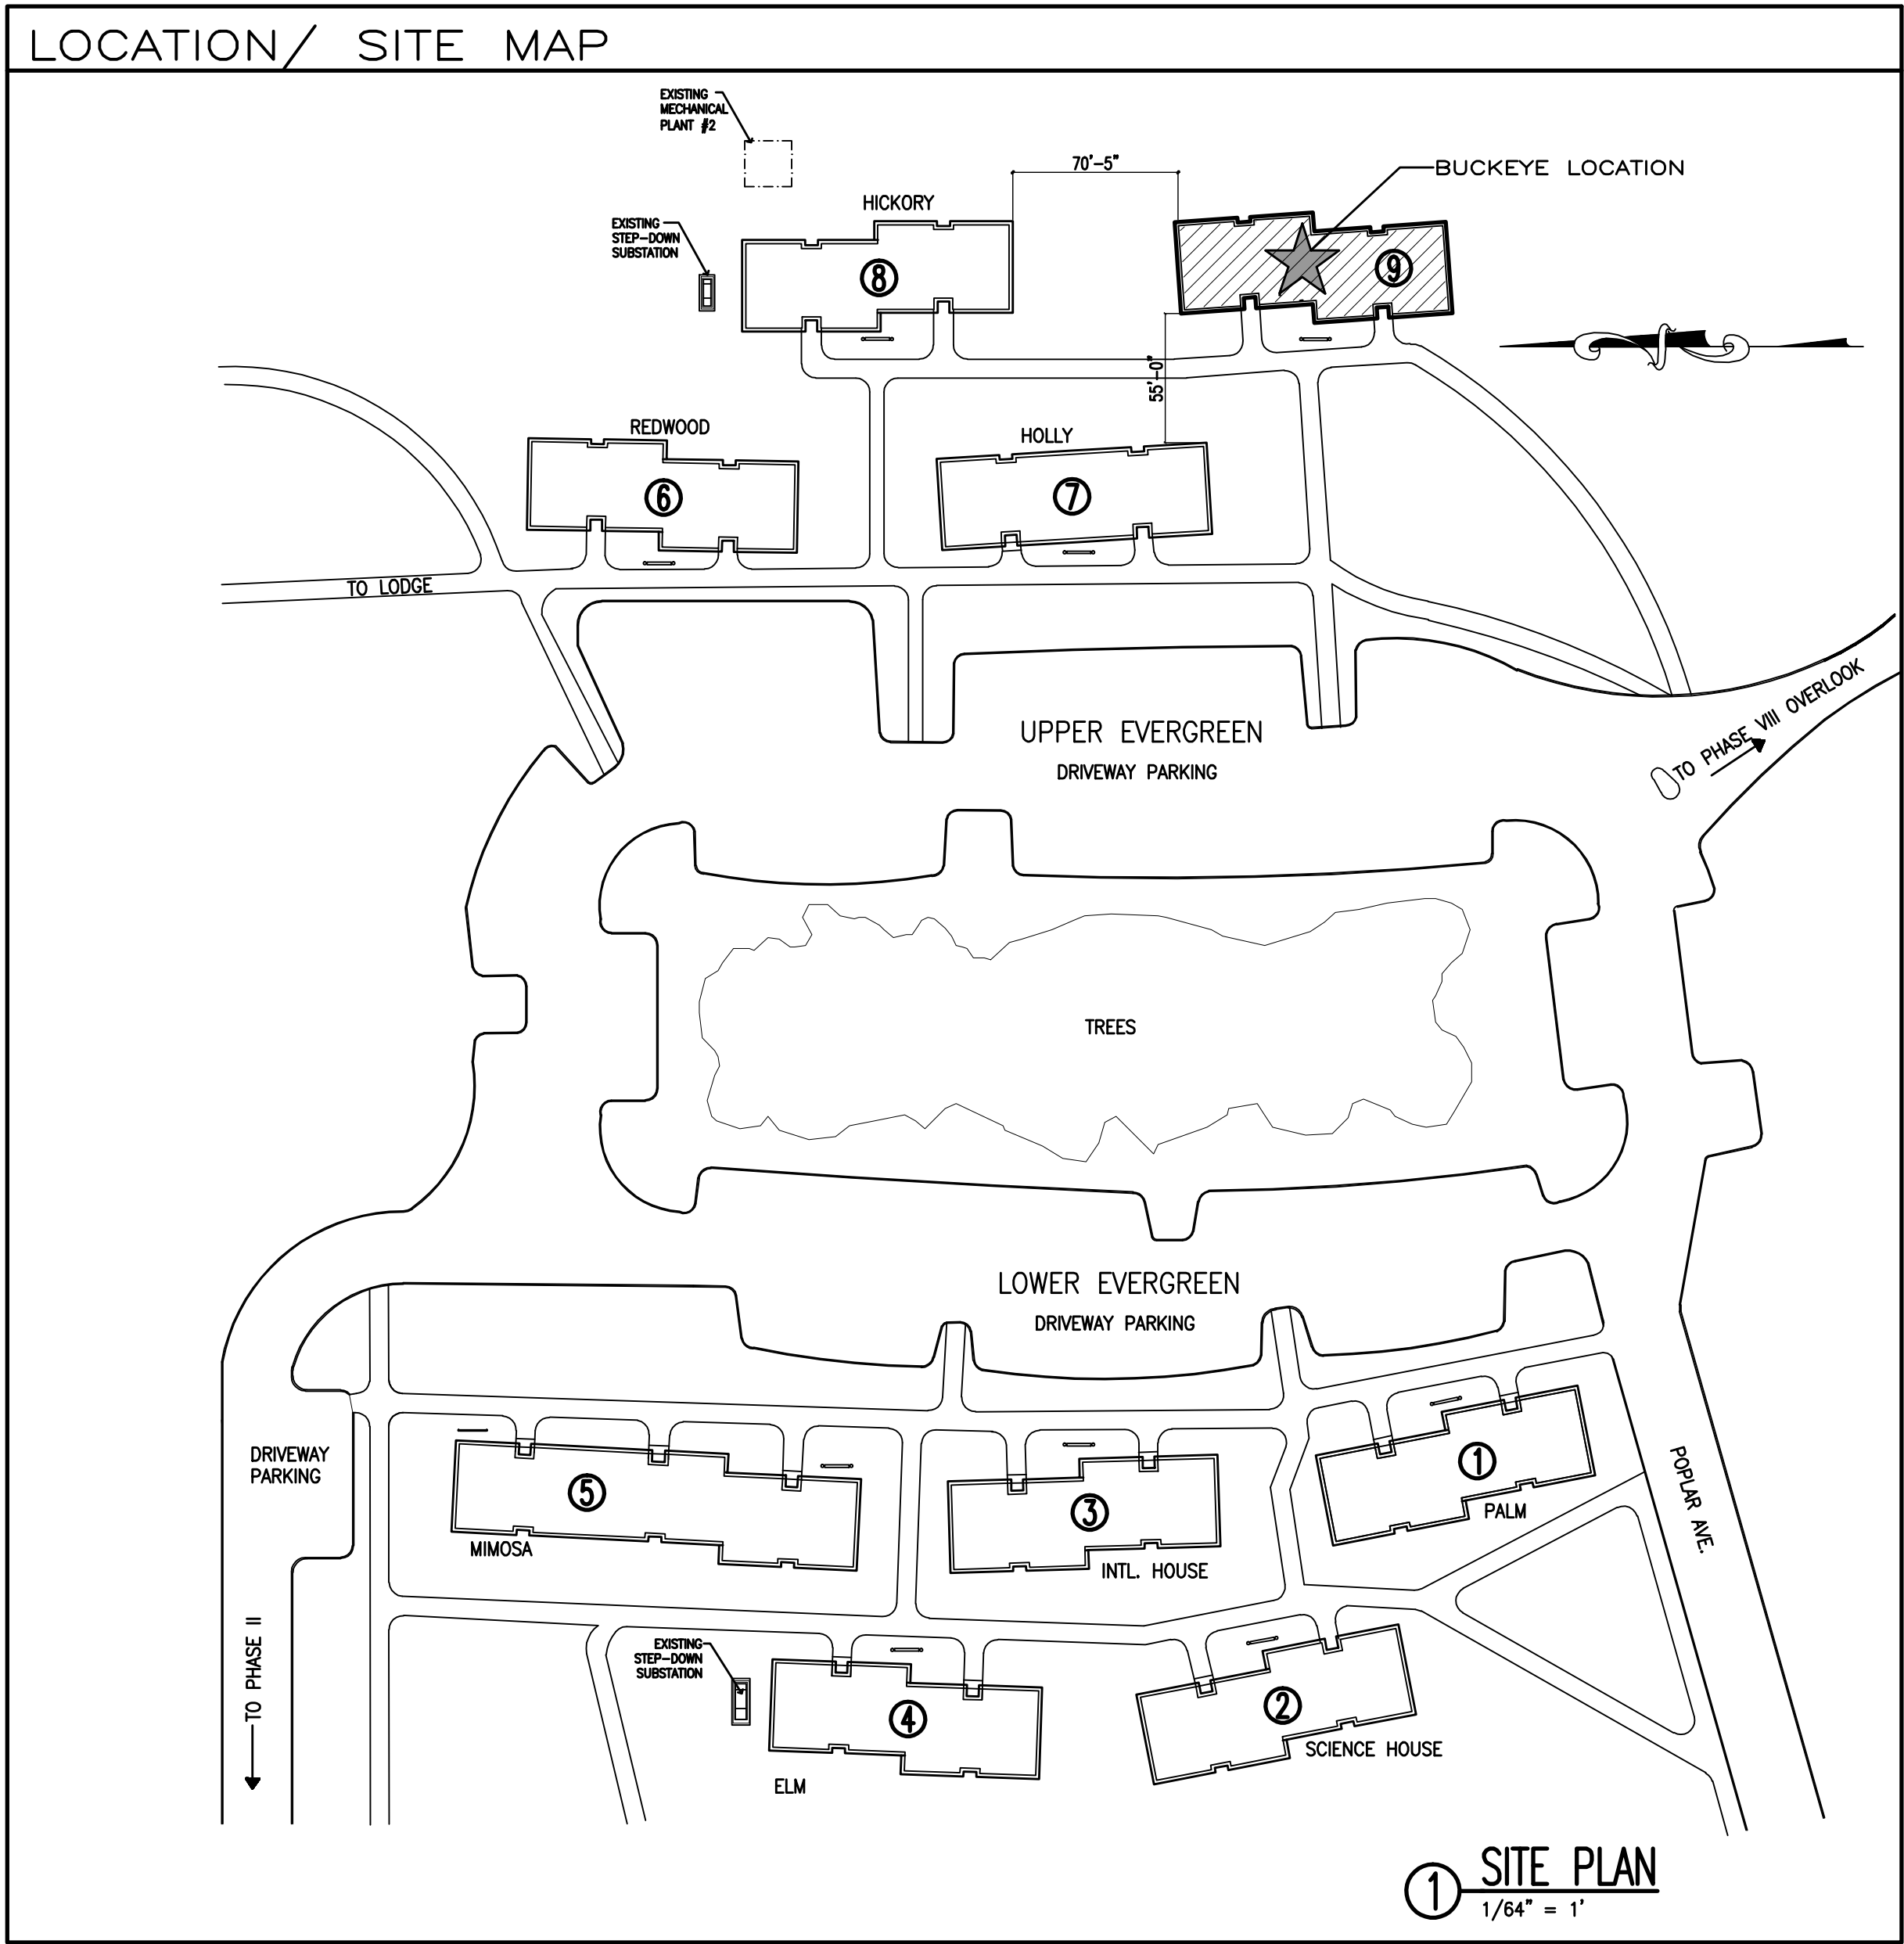 LOCATION/ SITE MAP
EXISTING
MECHANICAL
PLANT #2
70'-5"
BUCKEYE LOCATION
HICKORY
EXISTING
STEP-DOWN
SUBSTATION
8
9
55'-0"
REDWOOD
HOLLY
6
7
TO LODGE
UPPER EVERGREEN
DRIVEWAY PARKING
TO PHASE VIII OVERLOOK
TREES
LOWER EVERGREEN
DRIVEWAY PARKING
DRIVEWAY
PARKING
5
MIMOSA
3
INTL. HOUSE
1
PALM
POPLAR AVE.
TO PHASE II
EXISTING
STEP-DOWN
SUBSTATION
4
ELM
2
SCIENCE HOUSE
1
SITE PLAN
1/64" = 1'